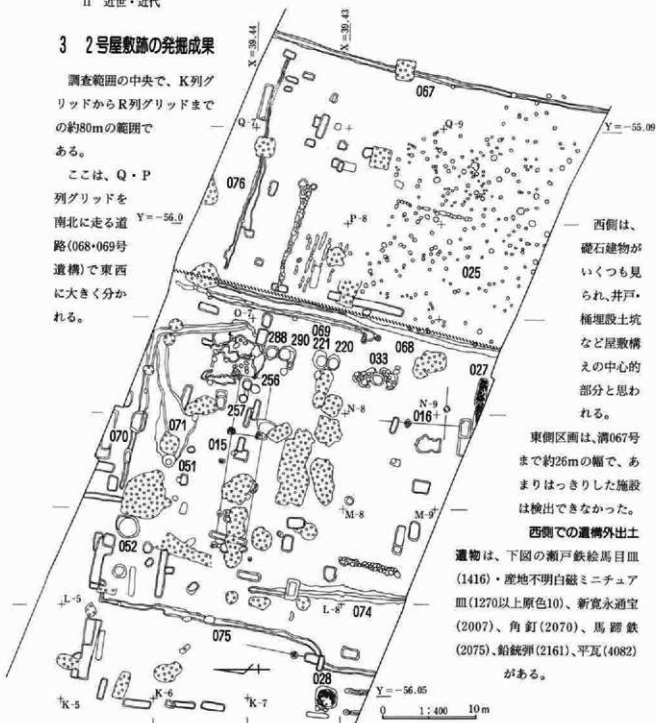 II 近世・近代
3 2号屋敷跡の発掘成果
調査範囲の中央で、K列グ
リッドからR列グリッドまで
の約80mの範囲で
ある。
ここは、Q・P
列グリッドを
南北に走る道
路(068・069号
遺構)で東西
に大きく分か
れる。
X=39.44
X=39.43
067
Q-7
Q-9
Y=-55.09
076
Y=-56.0
P-8
025
西側は、
礎石建物が
いくつも見
られ、井戸・
桶埋設土坑
など屋敷構
えの中心的
部分と思わ
れる。
O-7
288
290
069
221
220
033
068
027
256
257
N-8
N-9
016
070
071
015
051
東側区画は、溝067号
まで約26mの幅で、あ
まりはっきりした施設
は検出できなかった。
M-8
M-9
052
西側での遺構外出土
遺物は、下図の瀬戸鉄絵馬目皿
(1416)・産地不明白磁ミニチュア
皿(1270以上原色10)、新寛永通宝
(2007)、角釘(2070)、馬蹄鉄
(2075)、鉛銃弾(2161)、平瓦(4082)
がある。
L-5
L-8
074
075
028
K-5
K-6
K-7
Y=-56.05
0 1:400 10m